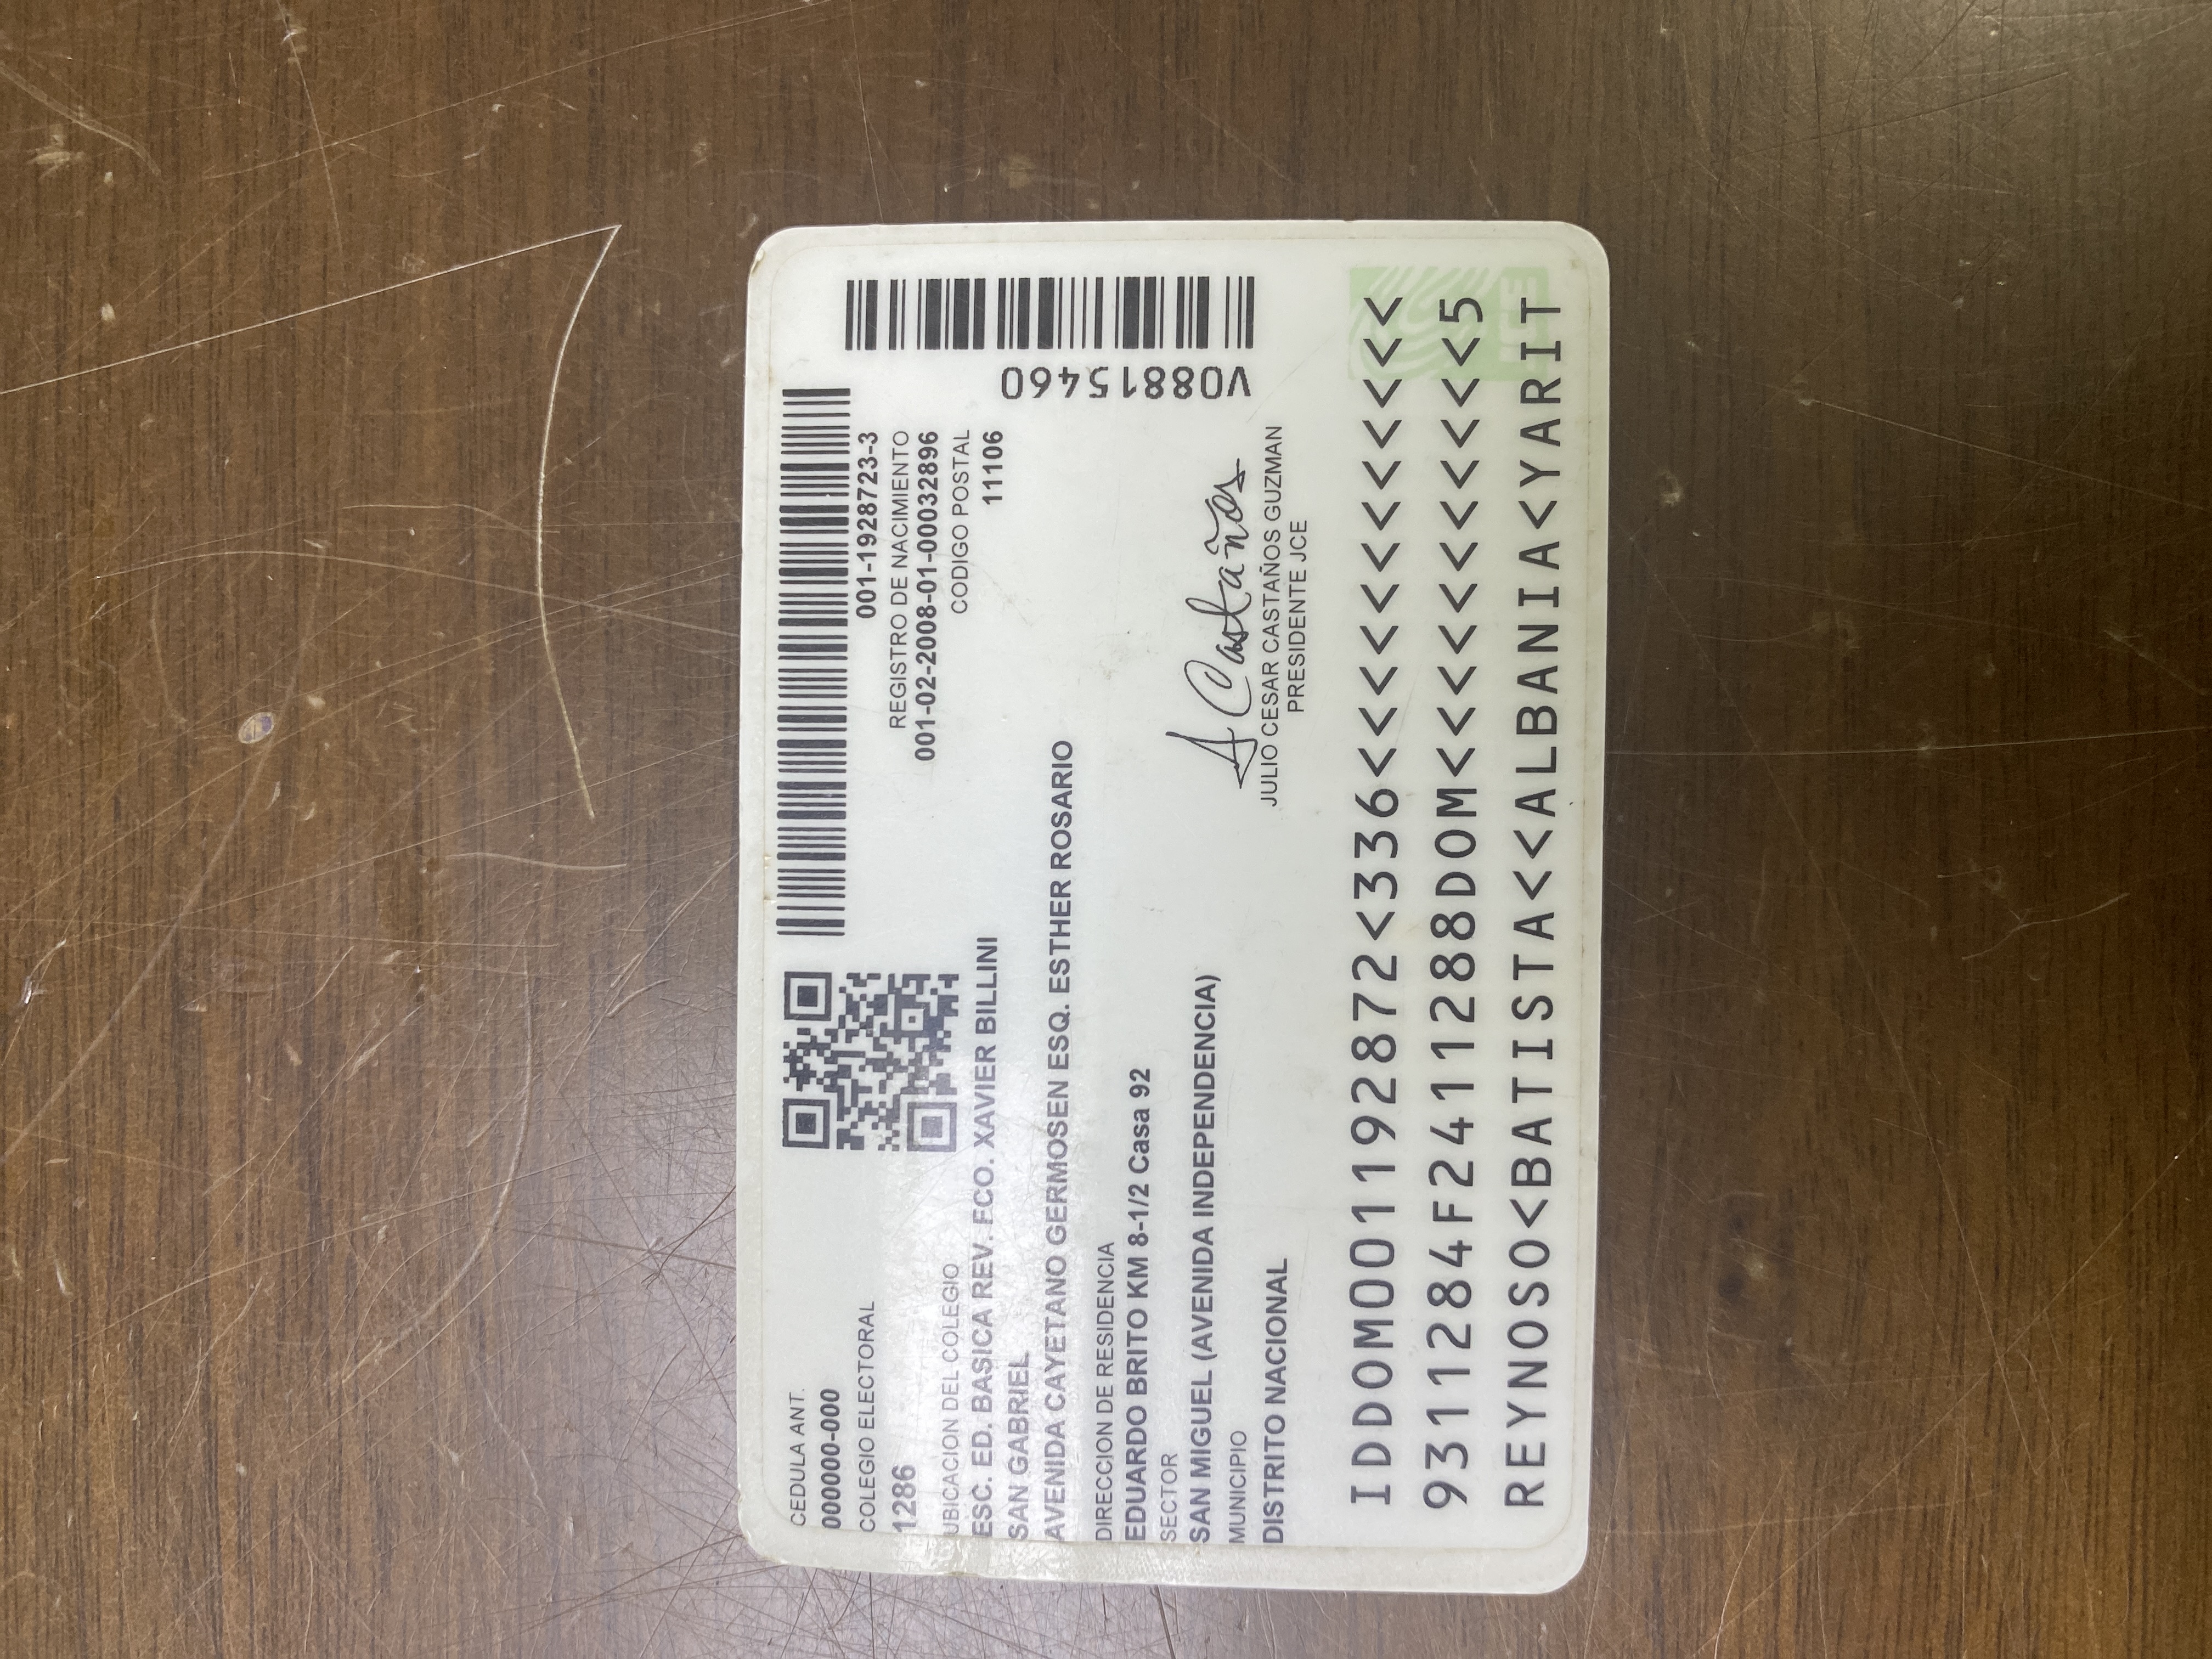 CEDULA ANT.
000000-000
COLEGIO ELECTORAL
1286
UBICACION DEL COLEGIO
ESC. ED. BASICA REV. FCO. XAVIER BILLINI
SAN GABRIEL
AVENIDA CAYETANO GERMOSEN ESQ. ESTHER ROSARIO
DIRECCION DE RESIDENCIA
EDUARDO BRITO KM 8-1/2 Casa 92
SECTOR
SAN MIGUEL (AVENIDA INDEPENDENCIA)
MUNICIPIO
DISTRITO NACIONAL
001-1928723-3
REGISTRO DE NACIMIENTO
001-02-2008-01-00032896
CODIGO POSTAL
11106
V08815460
J Castaños
JULIO CESAR CASTAÑOS GUZMAN
PRESIDENTE JCE
IDDOM001192872<336<<<<<<<<<<<<<
9311284F2411288DOM<<<<<<<<<<<<5
REYNOSO<BATISTA<<ALBANIA<YARIT
JCE